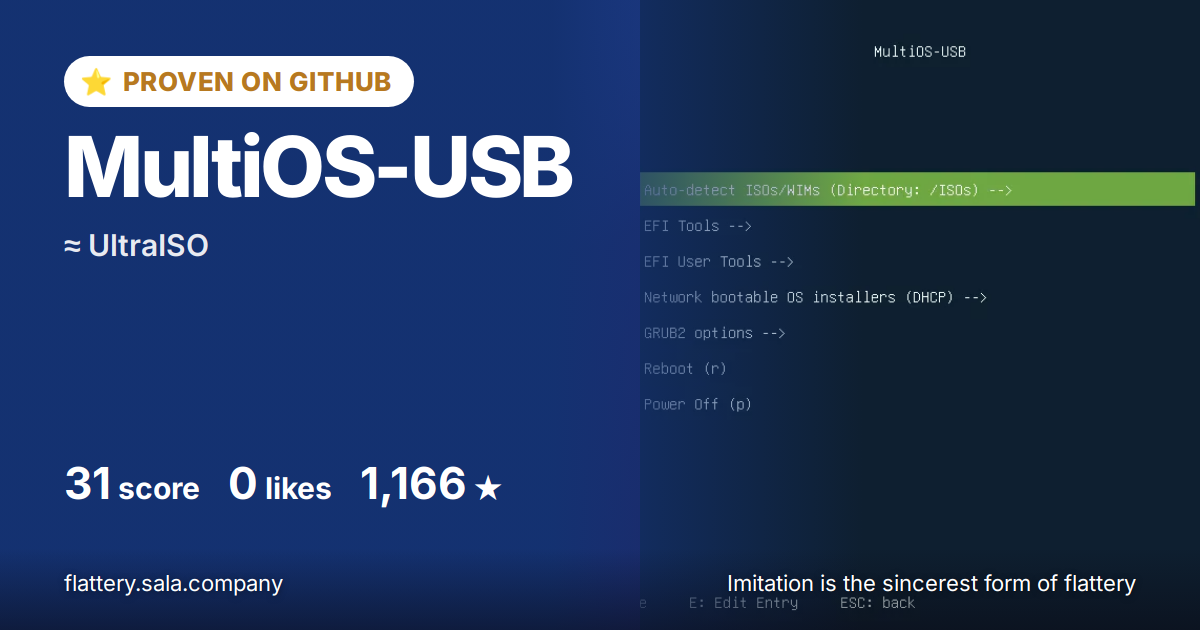 ⭐ PROVEN ON GITHUB
MultiOS-USB
≈ UltraISO
31 score 0 likes 1,166 ★
flattery.sala.company
MultiOS-USB
Auto-detect ISOs/WIMs (Directory: /ISOs) -->
EFI Tools -->
EFI User Tools -->
Network bootable OS installers (DHCP) -->
GRUB2 options -->
Reboot (r)
Power Off (p)
Imitation is the sincerest form of flattery
E: Edit Entry ESC: back